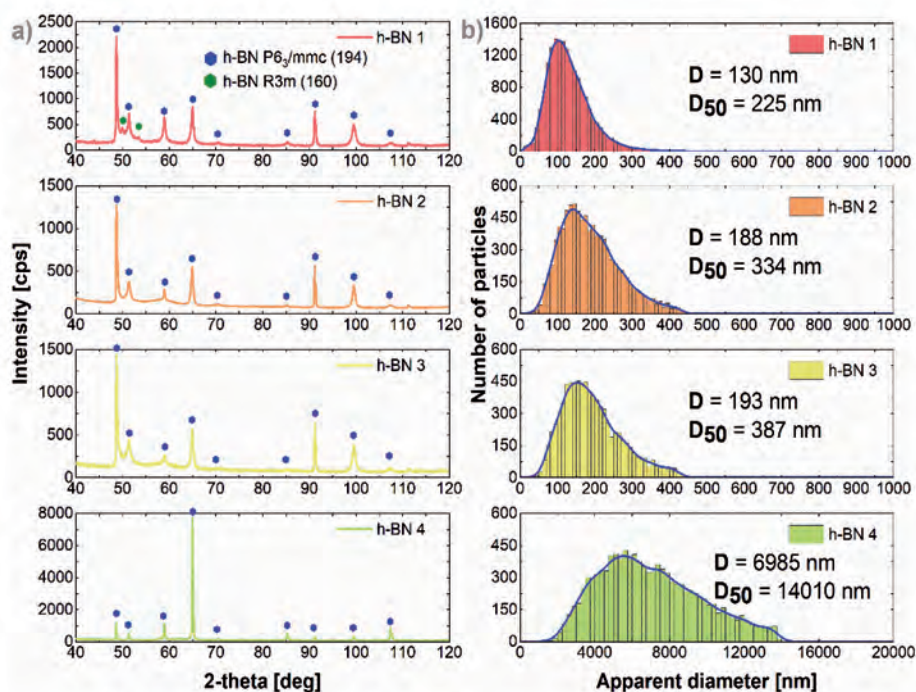 a)
Intensity [cps]
h-BN 1
h-BN P6₃/mmc (194)
h-BN R3m (160)
2500
2000
1500
1000
500
0
40 50 60 70 80 90 100 110 120
h-BN 2
1500
1000
500
0
40 50 60 70 80 90 100 110 120
h-BN 3
1500
1000
500
0
40 50 60 70 80 90 100 110 120
h-BN 4
8000
6000
4000
2000
0
40 50 60 70 80 90 100 110 120
2-theta [deg]
b)
Number of particles
h-BN 1
D = 130 nm
D₅₀ = 225 nm
1500
1200
900
600
300
0
0 100 200 300 400 500 600 700 800 900 1000
h-BN 2
D = 188 nm
D₅₀ = 334 nm
600
450
300
150
0
0 100 200 300 400 500 600 700 800 900 1000
h-BN 3
D = 193 nm
D₅₀ = 387 nm
600
450
300
150
0
0 100 200 300 400 500 600 700 800 900 1000
h-BN 4
D = 6985 nm
D₅₀ = 14010 nm
600
450
300
150
0
0 4000 8000 12000 16000 20000
Apparent diameter [nm]